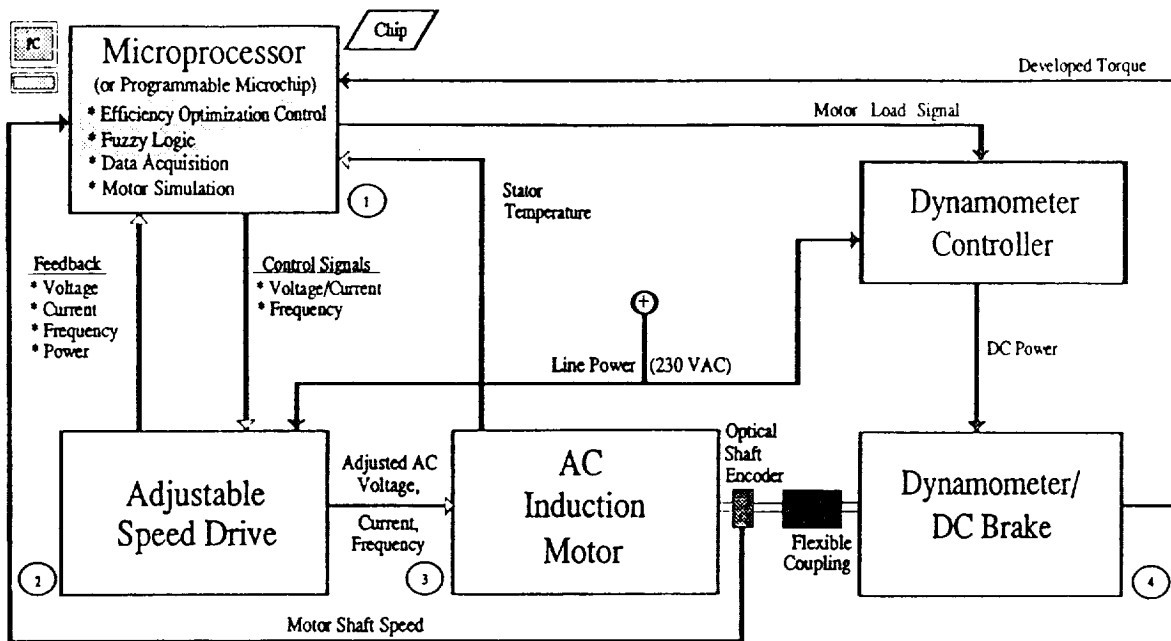 PC
Chip
Microprocessor
(or Programmable Microchip)
* Efficiency Optimization Control
* Fuzzy Logic
* Data Acquisition
* Motor Simulation
1
Developed Torque
Motor Load Signal
Stator
Temperature
Dynamometer
Controller
Feedback
* Voltage
* Current
* Frequency
* Power
Control Signals
* Voltage/Current
* Frequency
+
Line Power (230 VAC)
DC Power
Adjustable
Speed Drive
2
Adjusted AC
Voltage,
Current,
Frequency
3
AC
Induction
Motor
Optical
Shaft
Encoder
Flexible
Coupling
Dynamometer/
DC Brake
4
Motor Shaft Speed